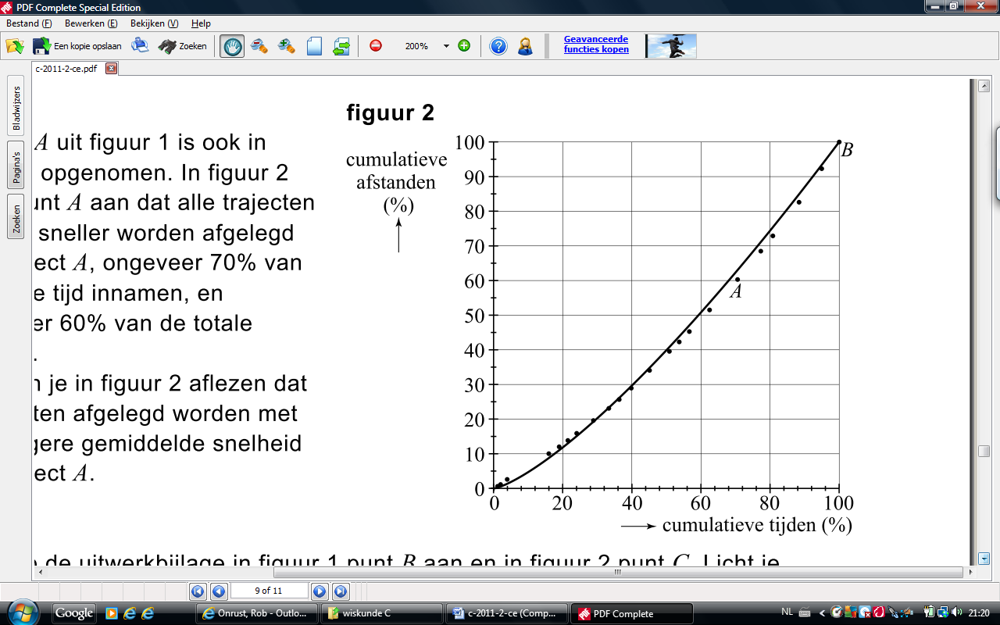 PDF Complete Special Edition
Bestand (F) Bewerken (E) Bekijken (V) Help
Een kopie opslaan Zoeken 200% Geavanceerde
functies kopen
c-2011-2-ce.pdf
Bladwijzers
Pagina's
Zoeken
A uit figuur 1 is ook in
opgenomen. In figuur 2
unt A aan dat alle trajecten
sneller worden afgelegd
ect A, ongeveer 70% van
e tijd innamen, en
er 60% van de totale
.
n je in figuur 2 aflezen dat
ten afgelegd worden met
gere gemiddelde snelheid
ect A.
figuur 2
cumulatieve
afstanden
(%)
100
90
80
70
60
50
40
30
20
10
0
B
A
0 20 40 60 80 100
cumulatieve tijden (%)
de uitwerkbijlage in figuur 1 punt B aan en in figuur 2 punt C. Licht je
9 of 11
Google Onrust, Rob - Outlo... wiskunde C c-2011-2-ce (Comp... PDF Complete NL 21:20